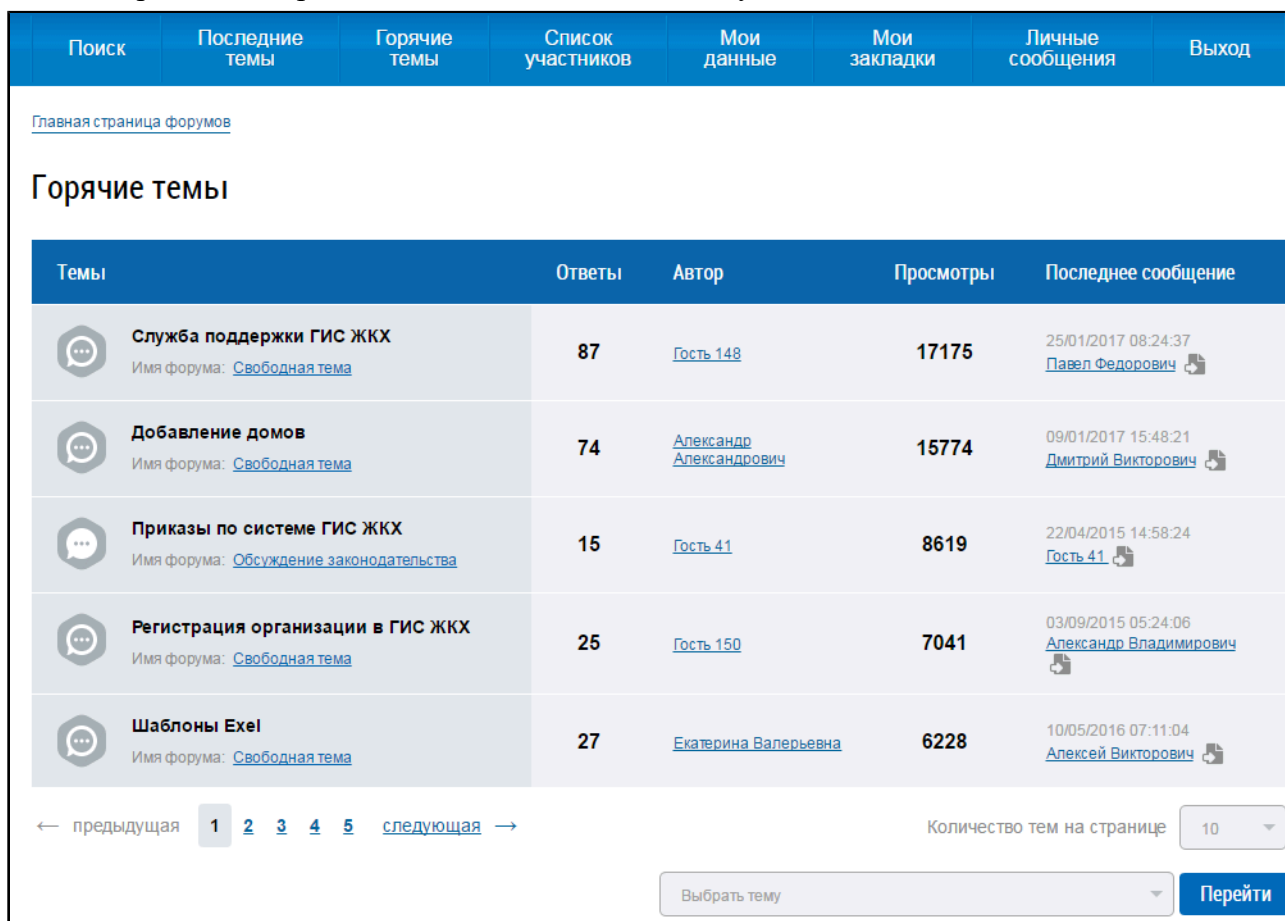 Поиск
Последние темы
Горячие темы
Список участников
Мои данные
Мои закладки
Личные сообщения
Выход
Главная страница форумов
Горячие темы
Темы Ответы Автор Просмотры Последнее сообщение
Служба поддержки ГИС ЖКХ
Имя форума: Свободная тема
87
Гость 148
17175
25/01/2017 08:24:37
Павел Федорович
Добавление домов
Имя форума: Свободная тема
74
Александр
Александрович
15774
09/01/2017 15:48:21
Дмитрий Викторович
Приказы по системе ГИС ЖКХ
Имя форума: Обсуждение законодательства
15
Гость 41
8619
22/04/2015 14:58:24
Гость 41
Регистрация организации в ГИС ЖКХ
Имя форума: Свободная тема
25
Гость 150
7041
03/09/2015 05:24:06
Александр Владимирович
Шаблоны Exel
Имя форума: Свободная тема
27
Екатерина Валерьевна
6228
10/05/2016 07:11:04
Алексей Викторович
← предыдущая 1 2 3 4 5 следующая →
Количество тем на странице 10
Выбрать тему
Перейти